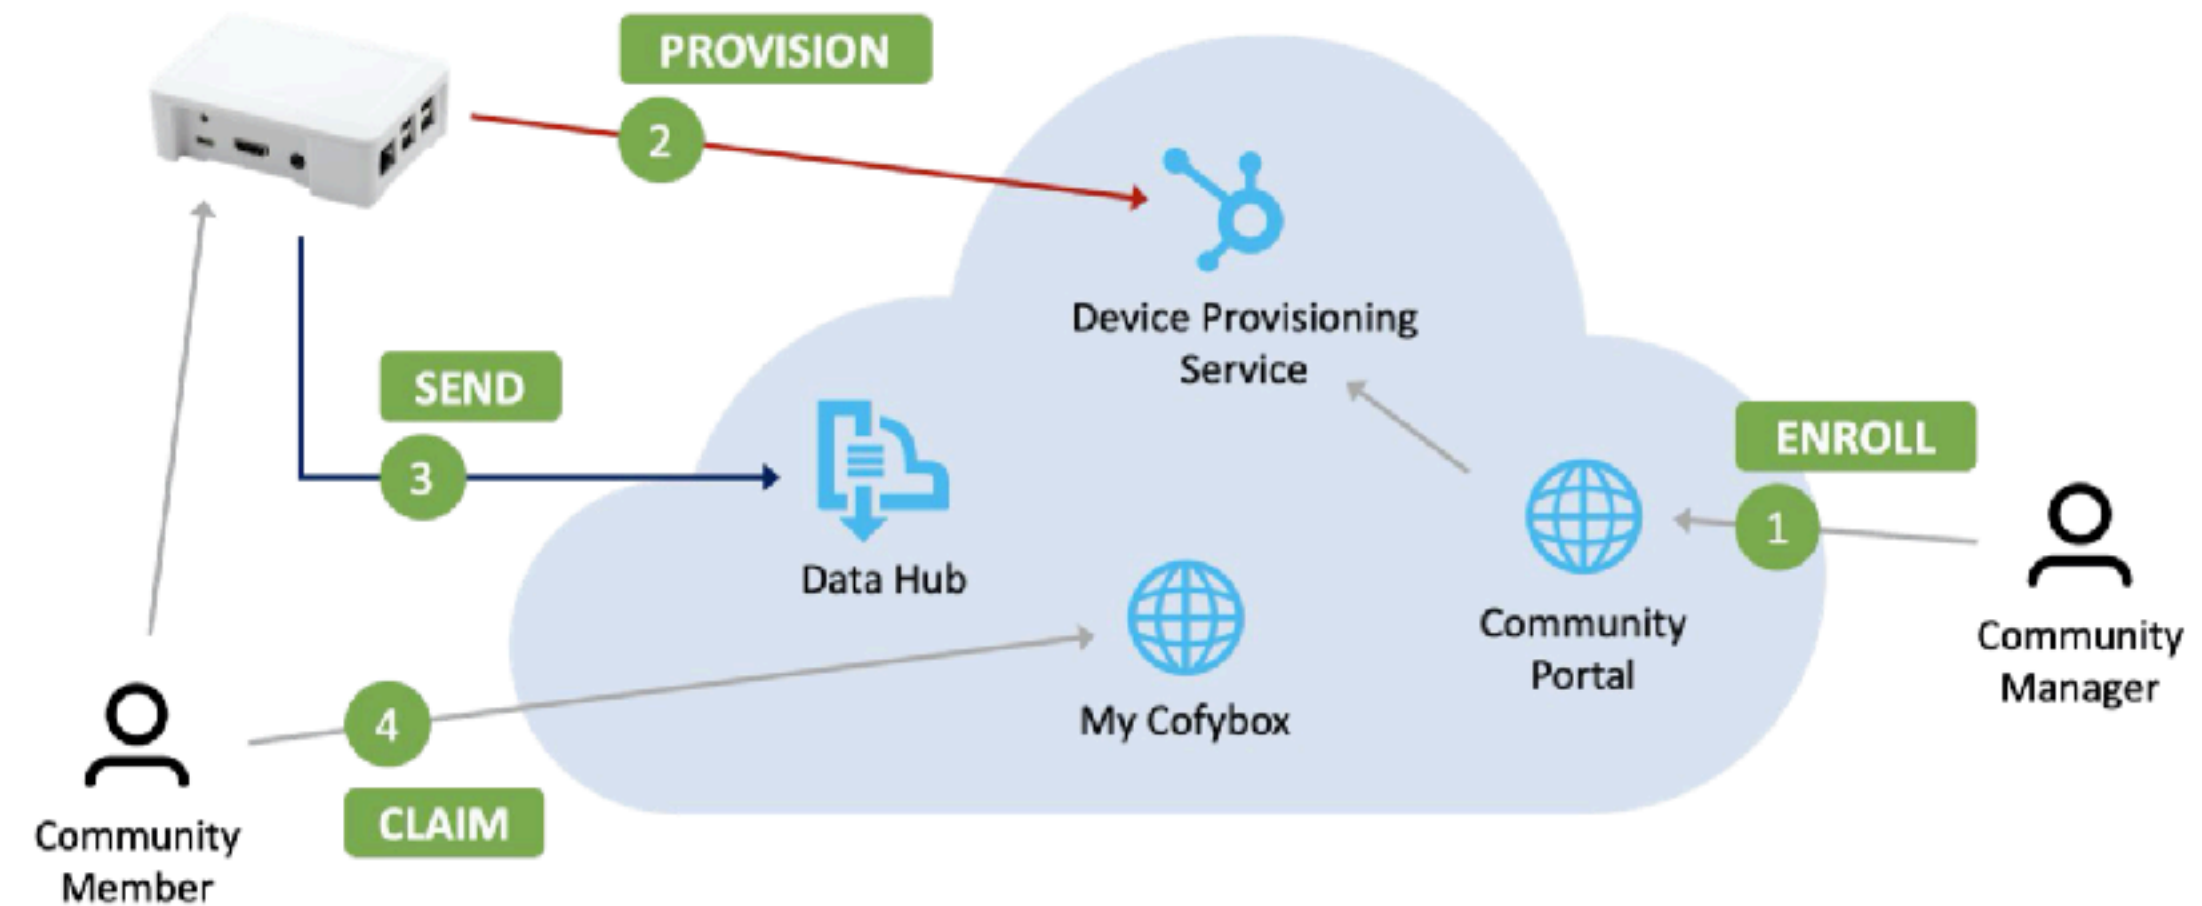 PROVISION
2
Device Provisioning
Service
SEND
3
Data Hub
ENROLL
1
Community
Portal
Community
Manager
My Cofybox
4
CLAIM
Community
Member